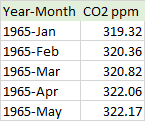 Year-Month CO2 ppm
1965-Jan 319.32
1965-Feb 320.36
1965-Mar 320.82
1965-Apr 322.06
1965-May 322.17